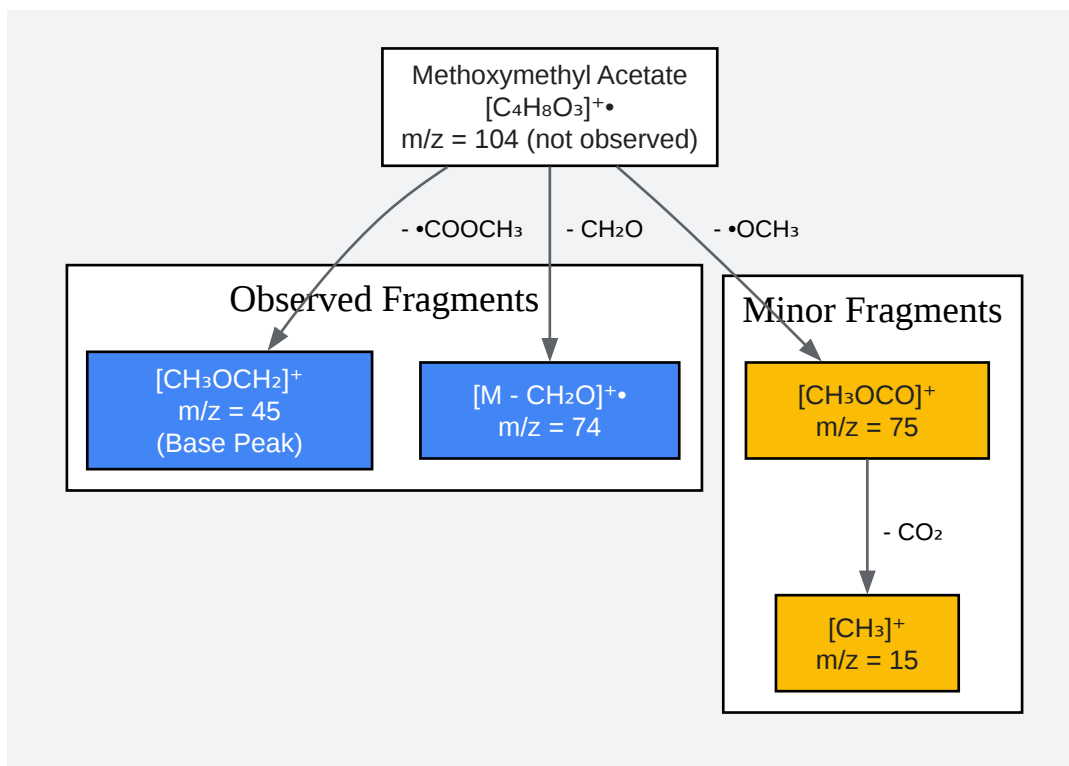 Methoxymethyl Acetate
[C₄H₈O₃]⁺•
m/z = 104 (not observed)
- •COOCH₃
- CH₂O
- •OCH₃
Observed Fragments
Minor Fragments
[CH₃OCH₂]⁺
m/z = 45
(Base Peak)
[M - CH₂O]⁺•
m/z = 74
[CH₃OCO]⁺
m/z = 75
- CO₂
[CH₃]⁺
m/z = 15